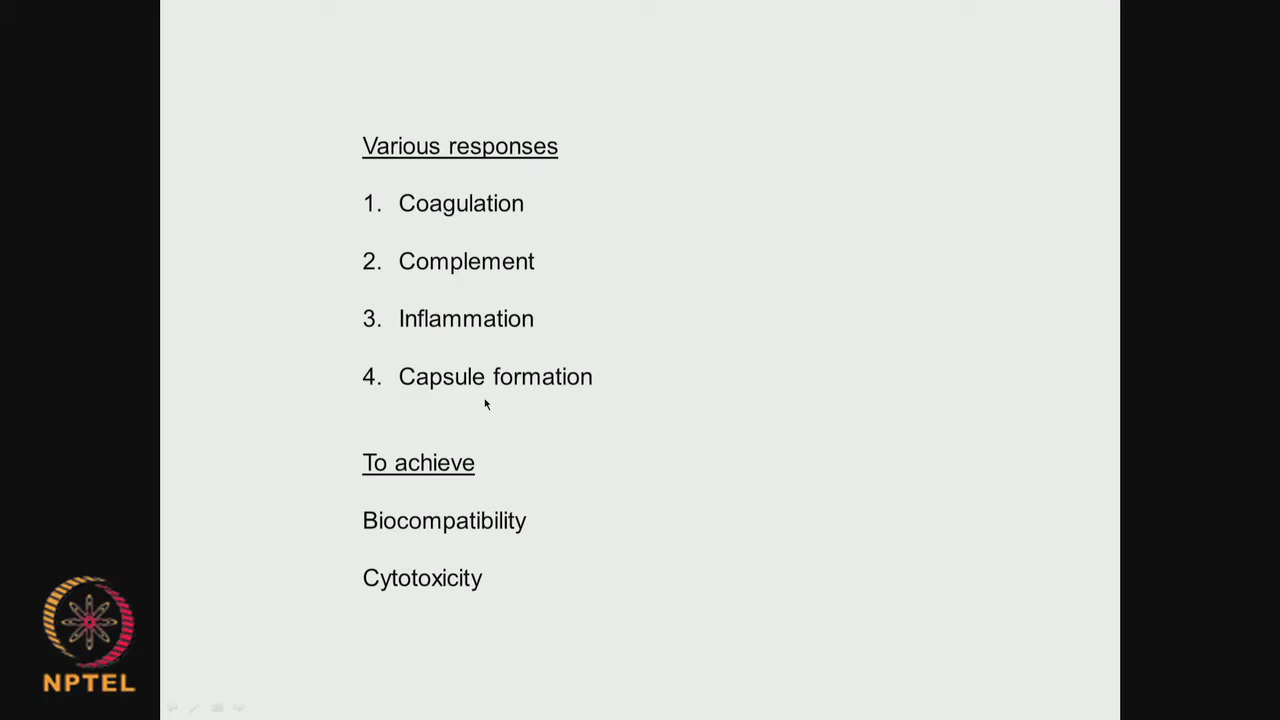 Various responses
1. Coagulation
2. Complement
3. Inflammation
4. Capsule formation
To achieve
Biocompatibility
Cytotoxicity
NPTEL